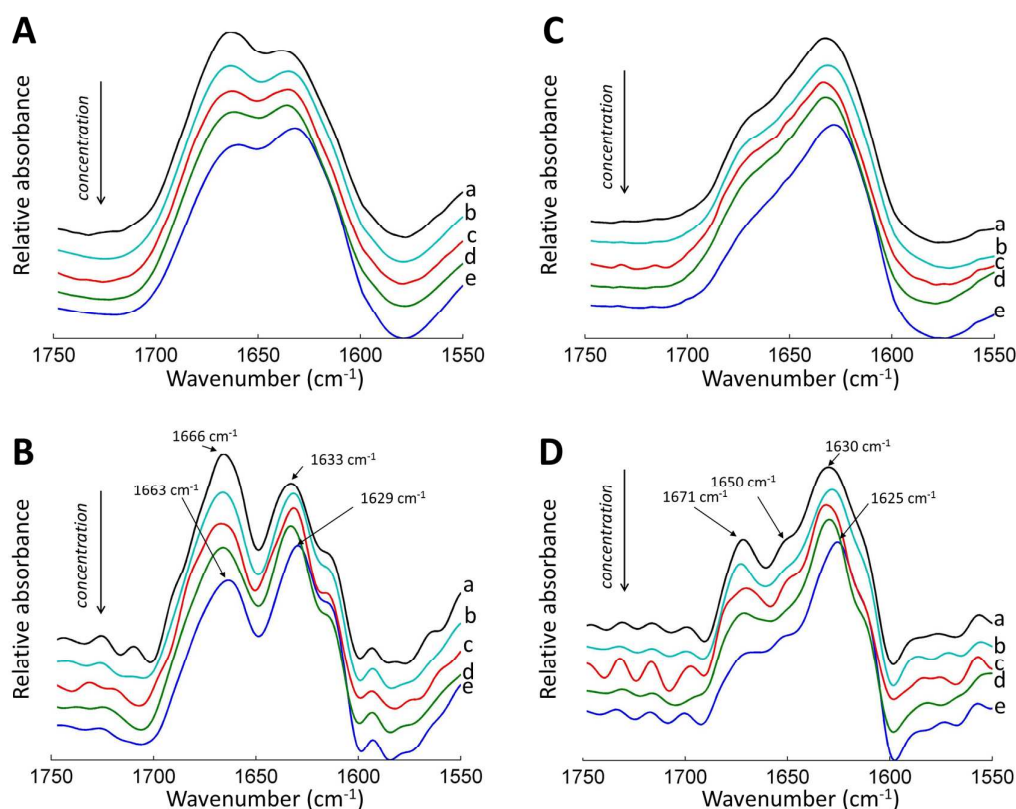 A
Relative absorbance
concentration
a
b
c
d
e
1750 1700 1650 1600 1550
Wavenumber (cm-1)
C
Relative absorbance
concentration
a
b
c
d
e
1750 1700 1650 1600 1550
Wavenumber (cm-1)
B
Relative absorbance
concentration
1666 cm-1
1663 cm-1
1633 cm-1
1629 cm-1
a
b
c
d
e
1750 1700 1650 1600 1550
Wavenumber (cm-1)
D
Relative absorbance
concentration
1630 cm-1
1650 cm-1
1671 cm-1
1625 cm-1
a
b
c
d
e
1750 1700 1650 1600 1550
Wavenumber (cm-1)